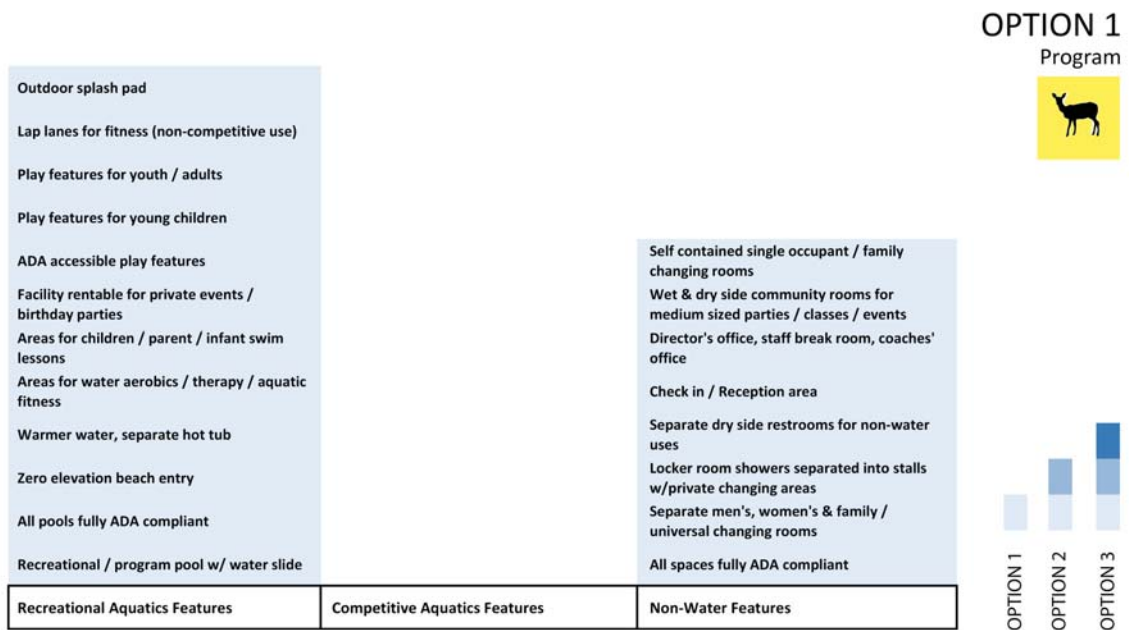 OPTION 1
Program
Outdoor splash pad
Lap lanes for fitness (non-competitive use)
Play features for youth / adults
Play features for young children
ADA accessible play features
Facility rentable for private events /
birthday parties
Areas for children / parent / infant swim
lessons
Areas for water aerobics / therapy / aquatic
fitness
Warmer water, separate hot tub
Zero elevation beach entry
All pools fully ADA compliant
Recreational / program pool w/ water slide
Recreational Aquatics Features
Competitive Aquatics Features
Self contained single occupant / family
changing rooms
Wet & dry side community rooms for
medium sized parties / classes / events
Director's office, staff break room, coaches'
office
Check in / Reception area
Separate dry side restrooms for non-water
uses
Locker room showers separated into stalls
w/private changing areas
Separate men's, women's & family /
universal changing rooms
All spaces fully ADA compliant
Non-Water Features
OPTION 1
OPTION 2
OPTION 3